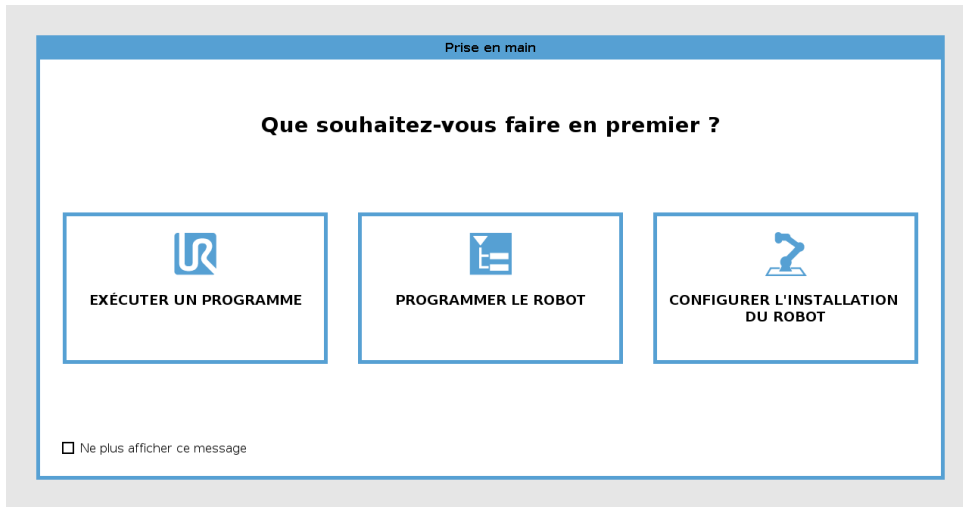 Prise en main
Que souhaitez-vous faire en premier ?
UR
EXÉCUTER UN PROGRAMME
PROGRAMMER LE ROBOT
CONFIGURER L'INSTALLATION
DU ROBOT
Ne plus afficher ce message